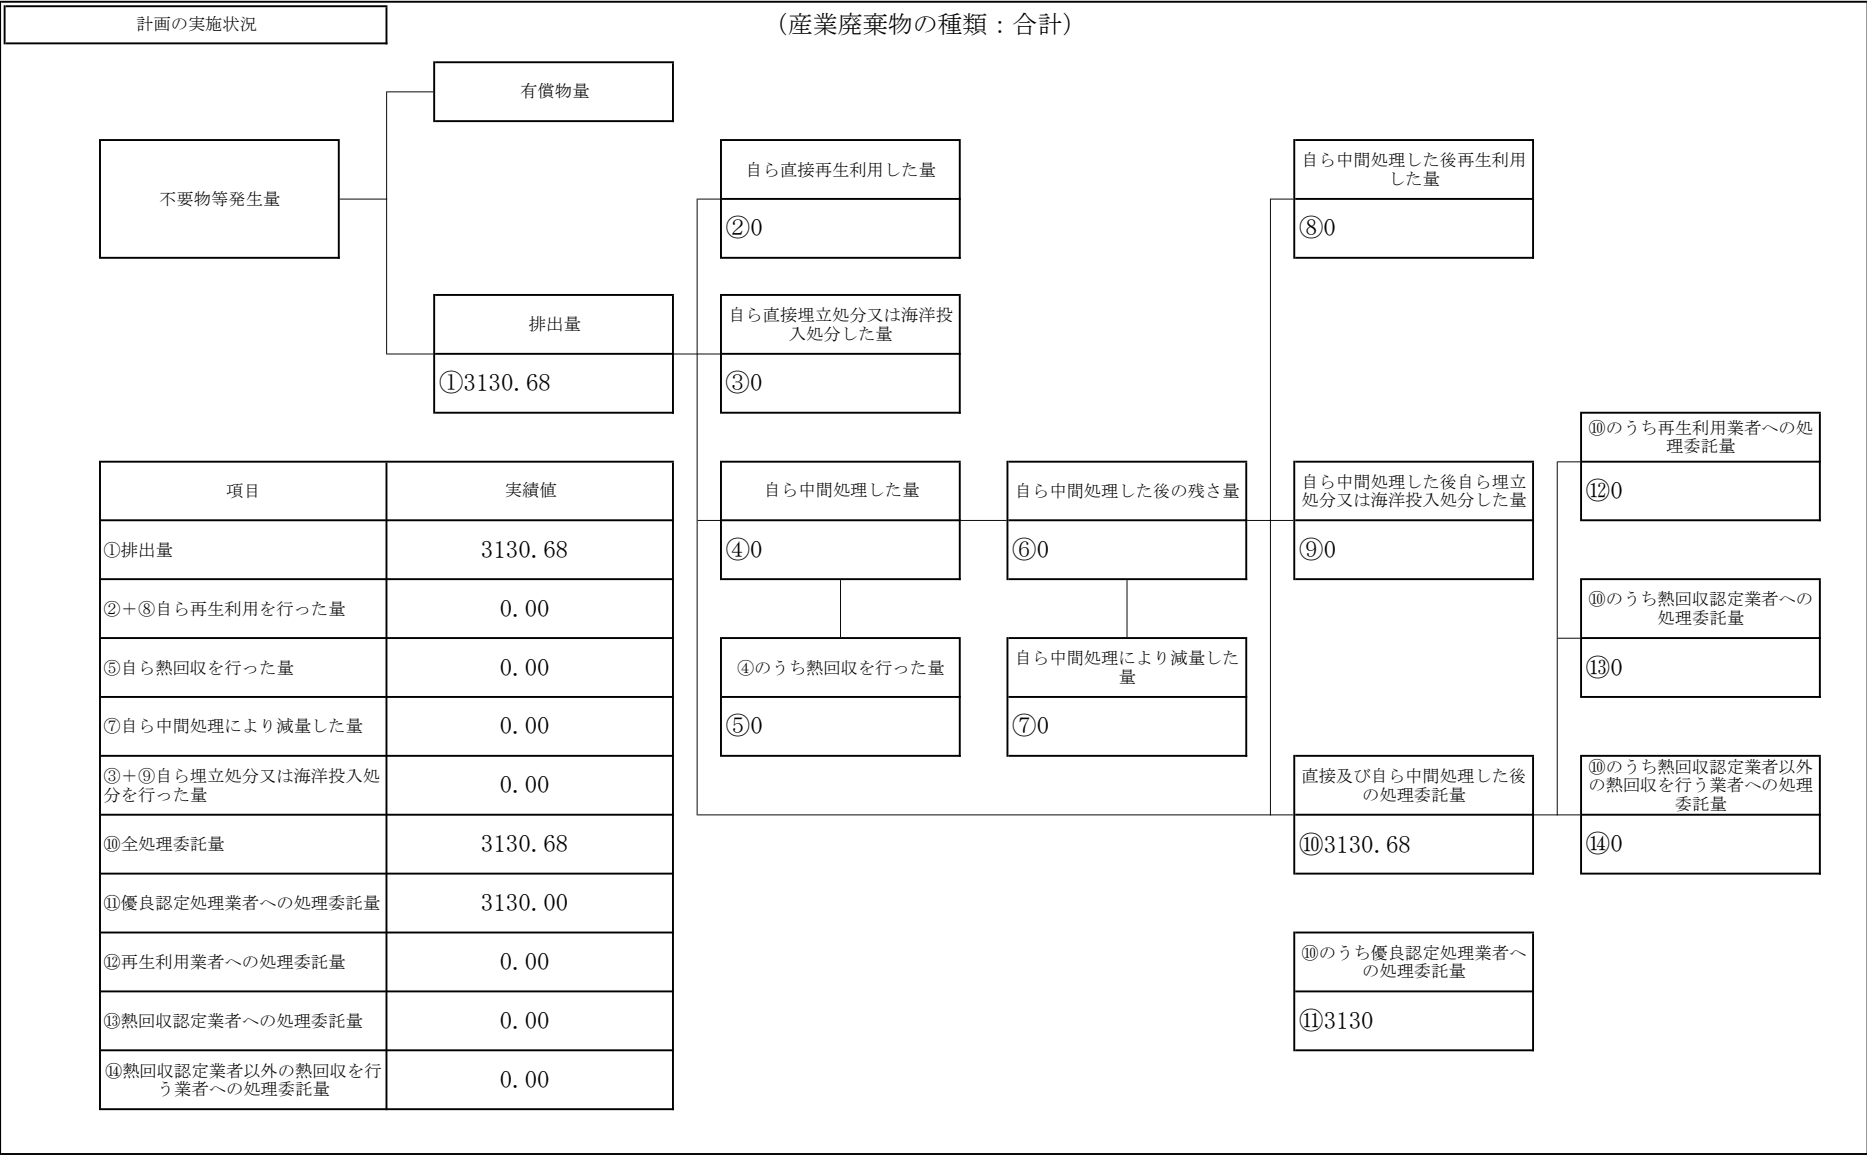 計画の実施状況
(産業廃棄物の種類：合計)
有償物量
不要物等発生量
自ら直接再生利用した量
②0
自ら中間処理した後再生利用
した量
⑧0
排出量
①3130.68
自ら直接埋立処分又は海洋投
入処分した量
③0
⑩のうち再生利用業者への処
理委託量
⑫0
自ら中間処理した量
④0
自ら中間処理した後の残さ量
⑥0
自ら中間処理した後自ら埋立
処分又は海洋投入処分した量
⑨0
⑩のうち熱回収認定業者への
処理委託量
⑬0
④のうち熱回収を行った量
⑤0
自ら中間処理により減量した
量
⑦0
直接及び自ら中間処理した後
の処理委託量
⑩3130.68
⑩のうち熱回収認定業者以外
の熱回収を行う業者への処理
委託量
⑭0
⑩のうち優良認定処理業者へ
の処理委託量
⑪3130
項目 実績値
①排出量 3130.68
②＋⑧自ら再生利用を行った量 0.00
⑤自ら熱回収を行った量 0.00
⑦自ら中間処理により減量した量 0.00
③＋⑨自ら埋立処分又は海洋投入処
分を行った量 0.00
⑩全処理委託量 3130.68
⑪優良認定処理業者への処理委託量 3130.00
⑫再生利用業者への処理委託量 0.00
⑬熱回収認定業者への処理委託量 0.00
⑭熱回収認定業者以外の熱回収を行
う業者への処理委託量 0.00